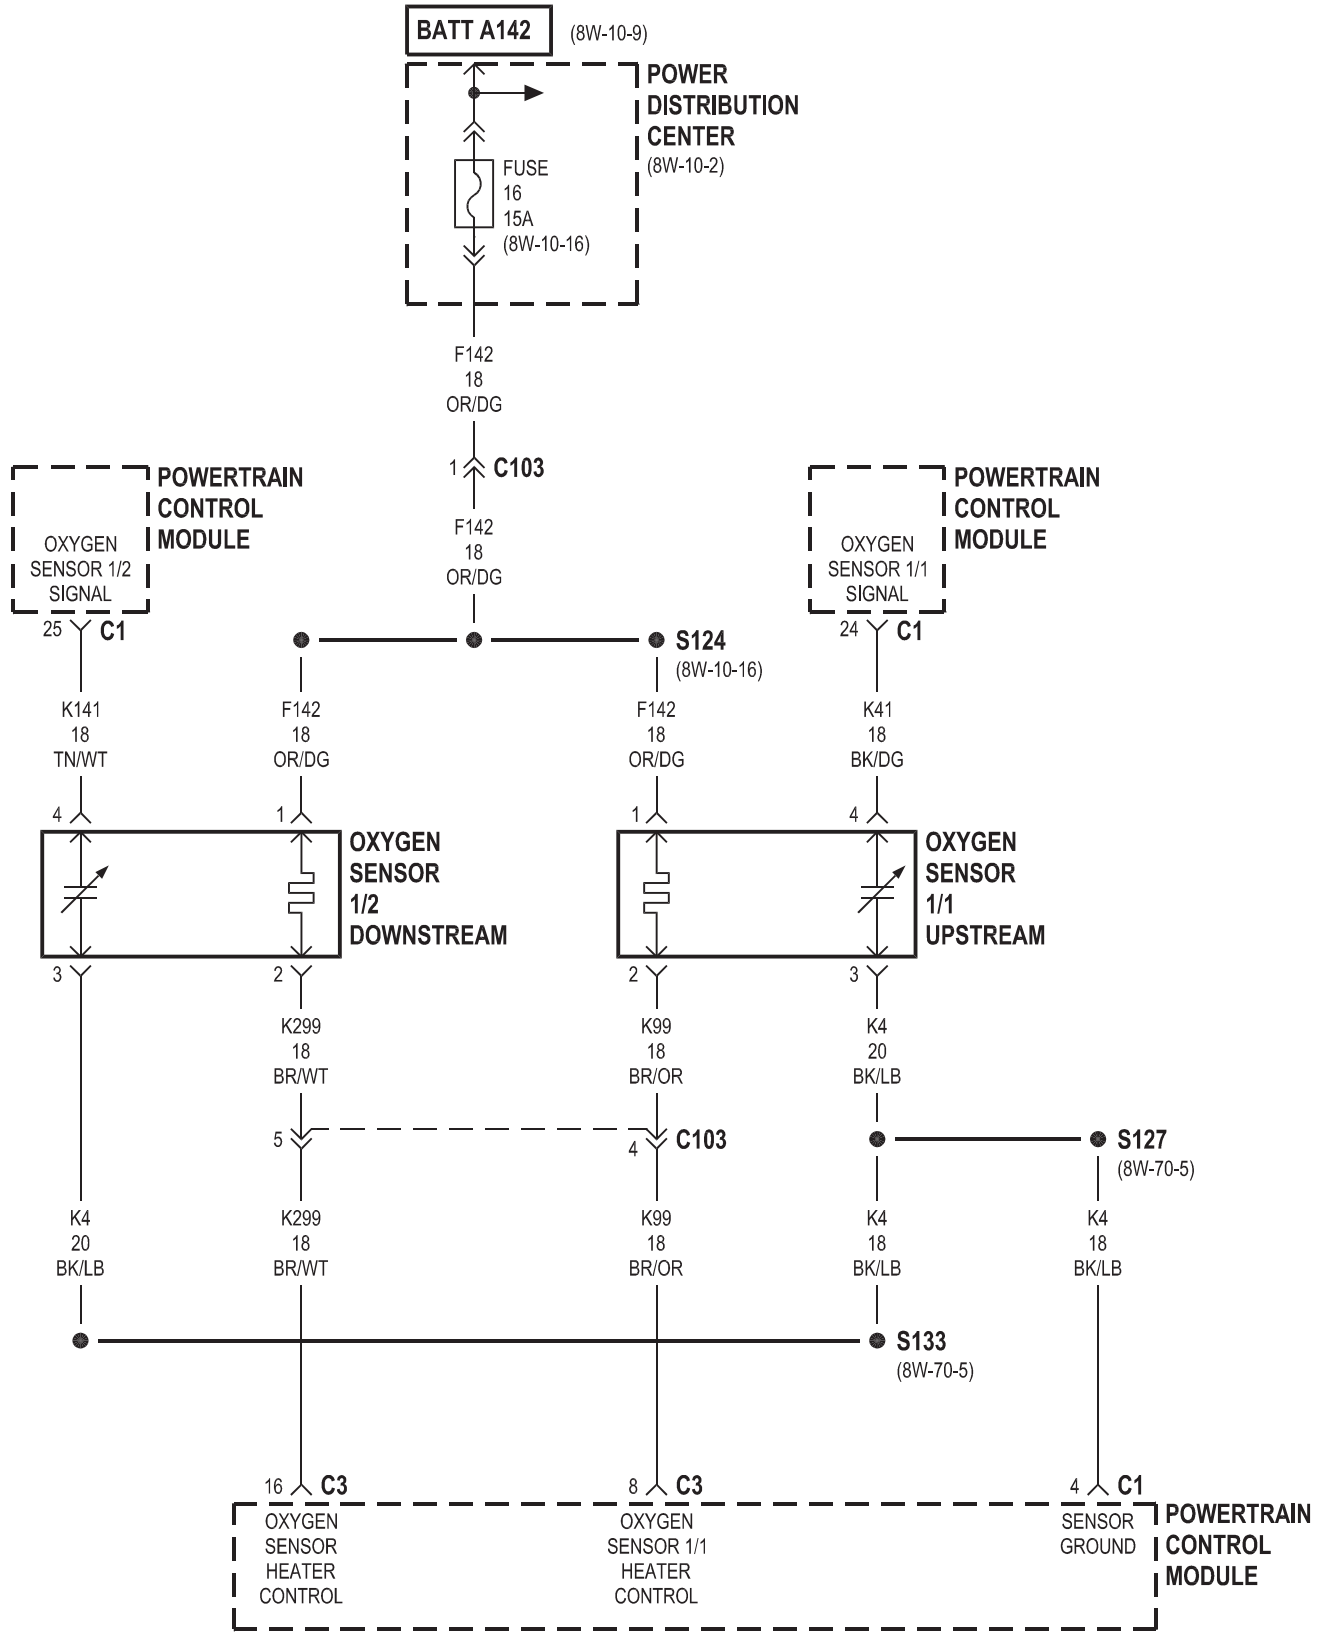 BATT A142 (8W-10-9)
POWER
DISTRIBUTION
CENTER
(8W-10-2)
FUSE
16
15A
(8W-10-16)
F142
18
OR/DG
1 C103
F142
18
OR/DG
POWERTRAIN
CONTROL
MODULE
OXYGEN
SENSOR 1/2
SIGNAL
25 C1
POWERTRAIN
CONTROL
MODULE
OXYGEN
SENSOR 1/1
SIGNAL
24 C1
S124
(8W-10-16)
K141
18
TN/WT
F142
18
OR/DG
F142
18
OR/DG
K41
18
BK/DG
4 1 1 4
OXYGEN
SENSOR
1/2
DOWNSTREAM
OXYGEN
SENSOR
1/1
UPSTREAM
3 2 2 3
K299
18
BR/WT
K99
18
BR/OR
K4
20
BK/LB
5 4 C103
S127
(8W-70-5)
K4
20
BK/LB
K299
18
BR/WT
K99
18
BR/OR
K4
18
BK/LB
K4
18
BK/LB
S133
(8W-70-5)
16 C3 8 C3 4 C1
OXYGEN
SENSOR
HEATER
CONTROL
OXYGEN
SENSOR 1/1
HEATER
CONTROL
SENSOR
GROUND
POWERTRAIN
CONTROL
MODULE